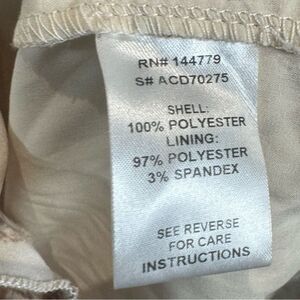 RN# 144779
S# ACD70275
SHELL:
100% POLYESTER
LINING:
97% POLYESTER
3% SPANDEX
SEE REVERSE
FOR CARE
INSTRUCTIONS